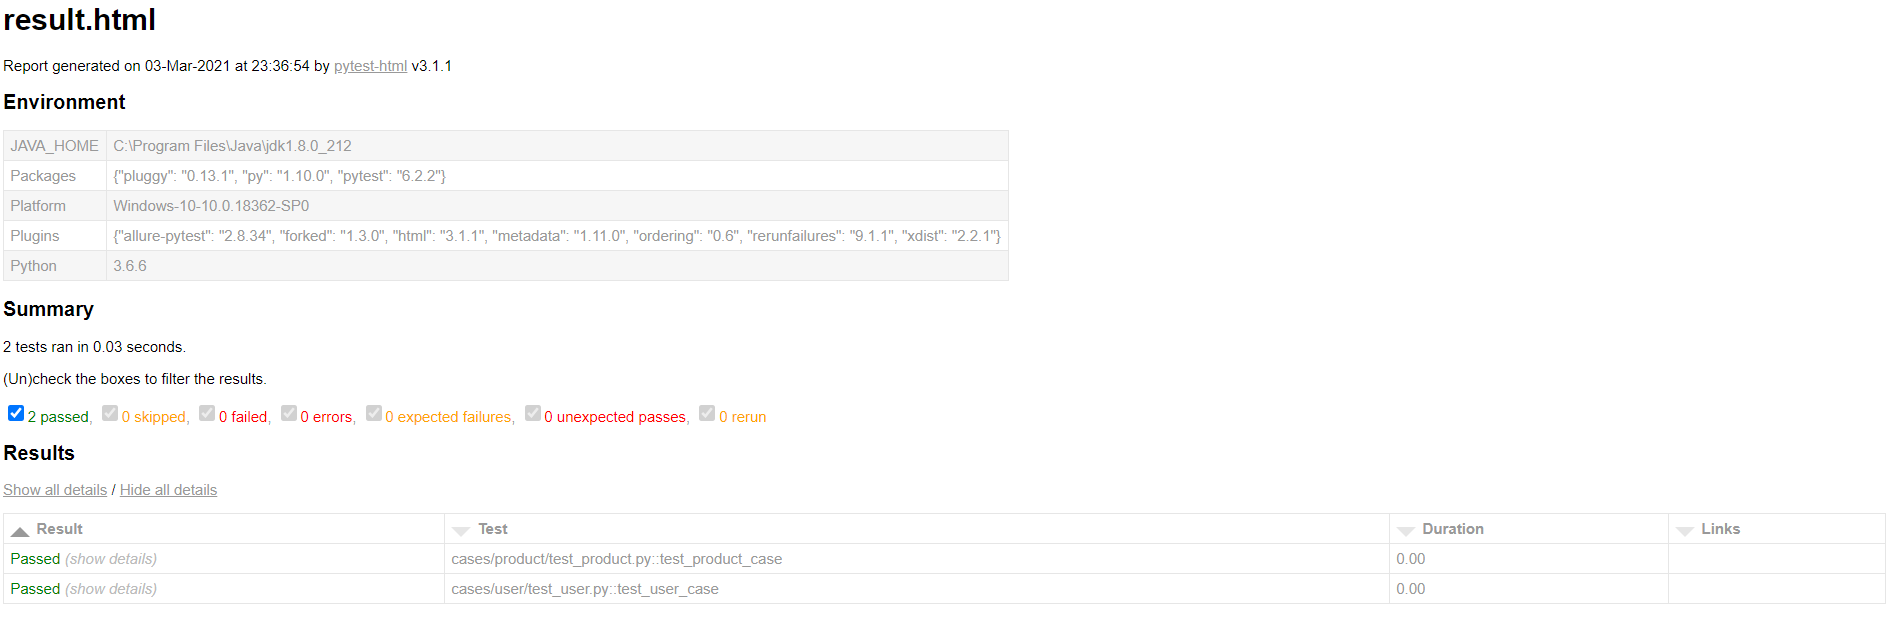 result.html
Report generated on 03-Mar-2021 at 23:36:54 by pytest-html v3.1.1
Environment
JAVA_HOME C:\Program Files\Java\jdk1.8.0_212
Packages {"pluggy": "0.13.1", "py": "1.10.0", "pytest": "6.2.2"}
Platform Windows-10-10.0.18362-SP0
Plugins {"allure-pytest": "2.8.34", "forked": "1.3.0", "html": "3.1.1", "metadata": "1.11.0", "ordering": "0.6", "rerunfailures": "9.1.1", "xdist": "2.2.1"}
Python 3.6.6
Summary
2 tests ran in 0.03 seconds.
(Un)check the boxes to filter the results.
2 passed, 0 skipped, 0 failed, 0 errors, 0 expected failures, 0 unexpected passes, 0 rerun
Results
Show all details / Hide all details
Result Test Duration Links
Passed (show details) cases/product/test_product.py::test_product_case 0.00
Passed (show details) cases/user/test_user.py::test_user_case 0.00